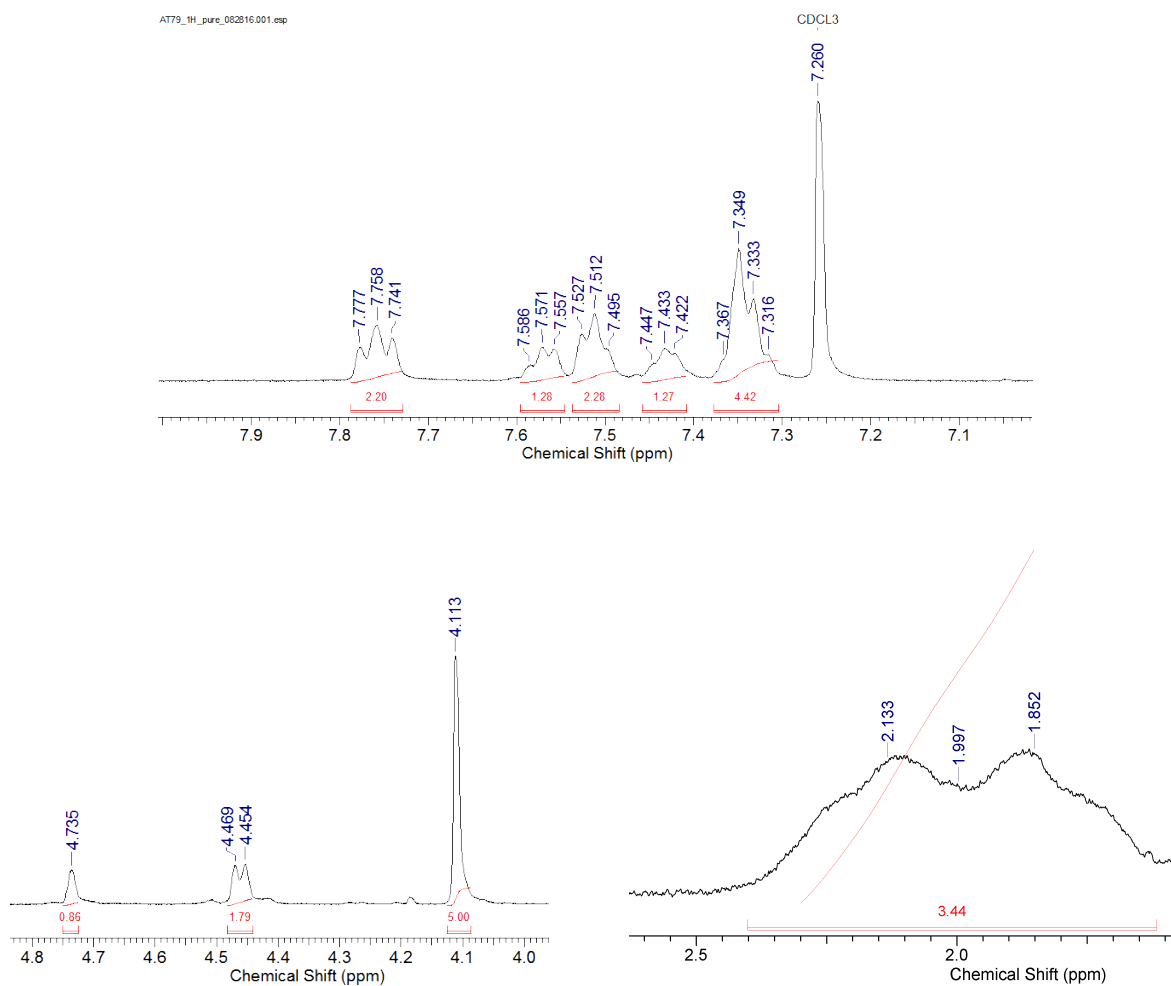 AT79_1H_pure_082816.001.esp
CDCL3
7.260
7.777
7.758
7.741
7.586
7.571
7.557
7.527
7.512
7.495
7.447
7.433
7.422
7.367
7.349
7.333
7.316
2.20 1.28 2.28 1.27 4.42
7.9 7.8 7.7 7.6 7.5 7.4 7.3 7.2 7.1
Chemical Shift (ppm)
4.735
4.469
4.454
4.113
0.86 1.79 5.00
4.8 4.7 4.6 4.5 4.4 4.3 4.2 4.1 4.0
Chemical Shift (ppm)
2.133
1.997
1.852
3.44
2.5 2.0
Chemical Shift (ppm)